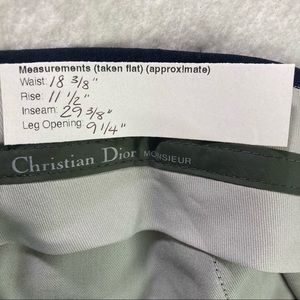 Measurements (taken flat) (approximate)
Waist: 18 3/8"
Rise: 11 1/2"
Inseam: 29 3/8"
Leg Opening: 9 1/4"
Christian Dior MONSIEUR